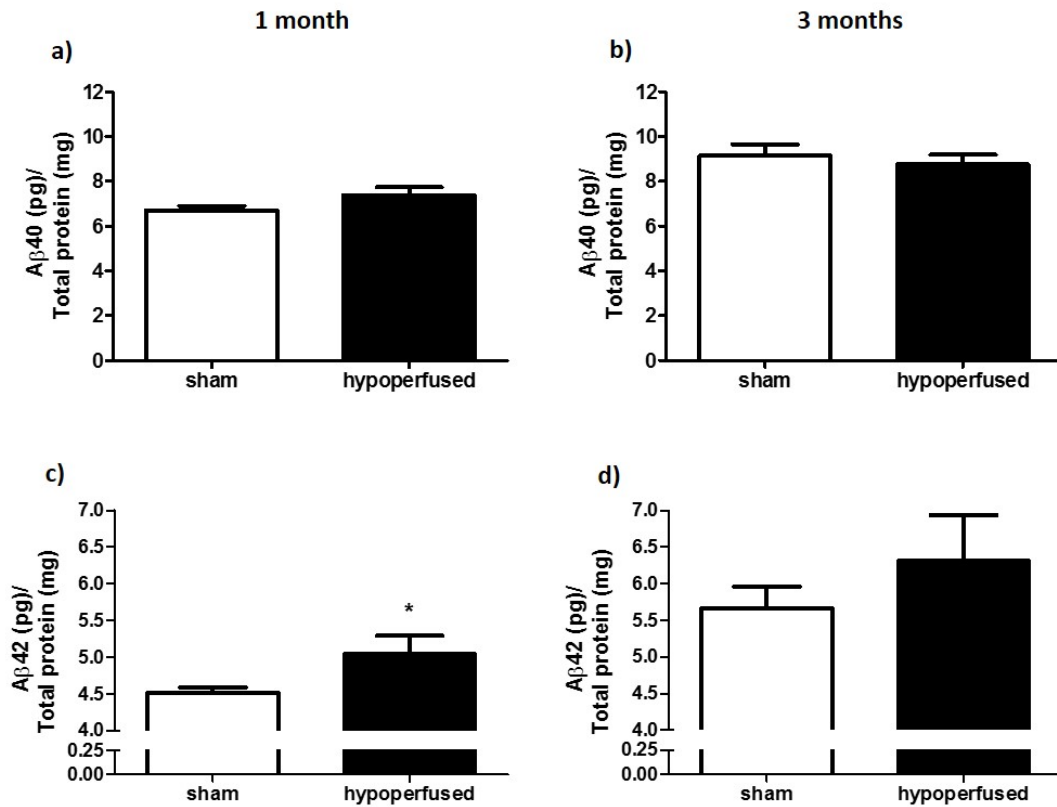 1 month
3 months
a)
12
10
8
6
4
2
0
Aβ40 (pg)/
Total protein (mg)
sham hypoperfused
b)
12
10
8
6
4
2
0
Aβ40 (pg)/
Total protein (mg)
sham hypoperfused
c)
7.0
6.5
6.0
5.5
5.0
4.5
4.0
0.25
0.00
Aβ42 (pg)/
Total protein (mg)
*
sham hypoperfused
d)
7.0
6.5
6.0
5.5
5.0
4.5
4.0
0.25
0.00
Aβ42 (pg)/
Total protein (mg)
sham hypoperfused